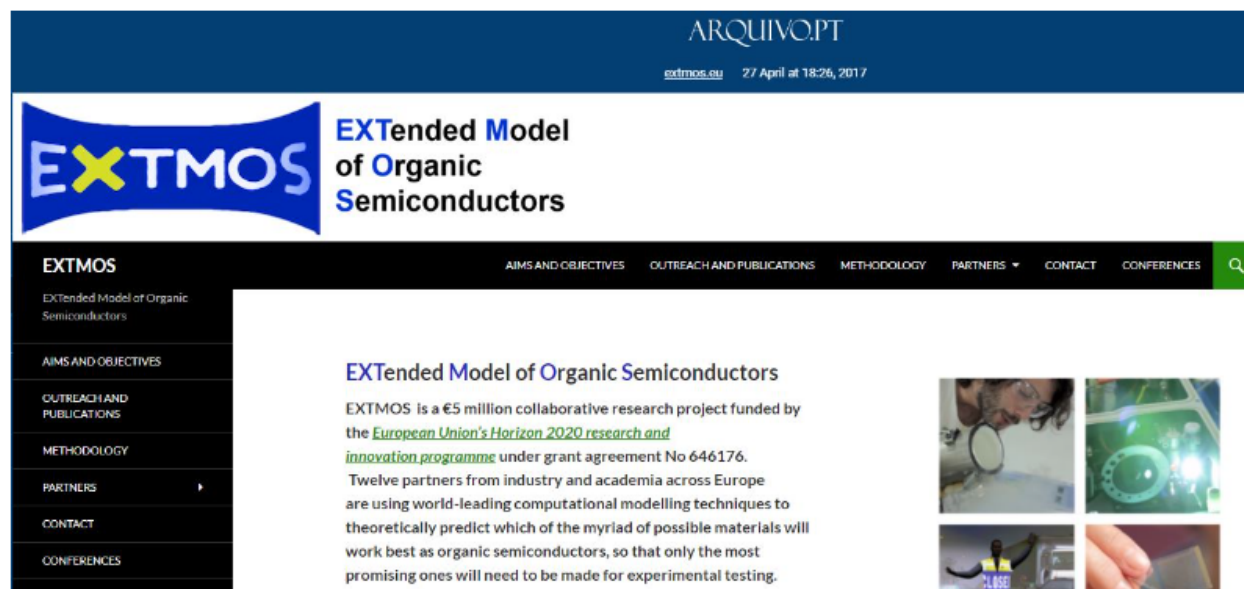 ARQUIVO.PT
extmos.eu 27 April at 18:26, 2017
EXTMOS
EXTended Model
of Organic
Semiconductors
EXTMOS
AIMS AND OBJECTIVES OUTREACH AND PUBLICATIONS METHODOLOGY PARTNERS CONTACT CONFERENCES
EXTended Model of Organic
Semiconductors
AIMS AND OBJECTIVES
OUTREACH AND
PUBLICATIONS
METHODOLOGY
PARTNERS
CONTACT
CONFERENCES
EXTended Model of Organic Semiconductors
EXTMOS is a €5 million collaborative research project funded by
the European Union's Horizon 2020 research and
innovation programme under grant agreement No 646176.
Twelve partners from industry and academia across Europe
are using world-leading computational modelling techniques to
theoretically predict which of the myriad of possible materials will
work best as organic semiconductors, so that only the most
promising ones will need to be made for experimental testing.
CLOSE